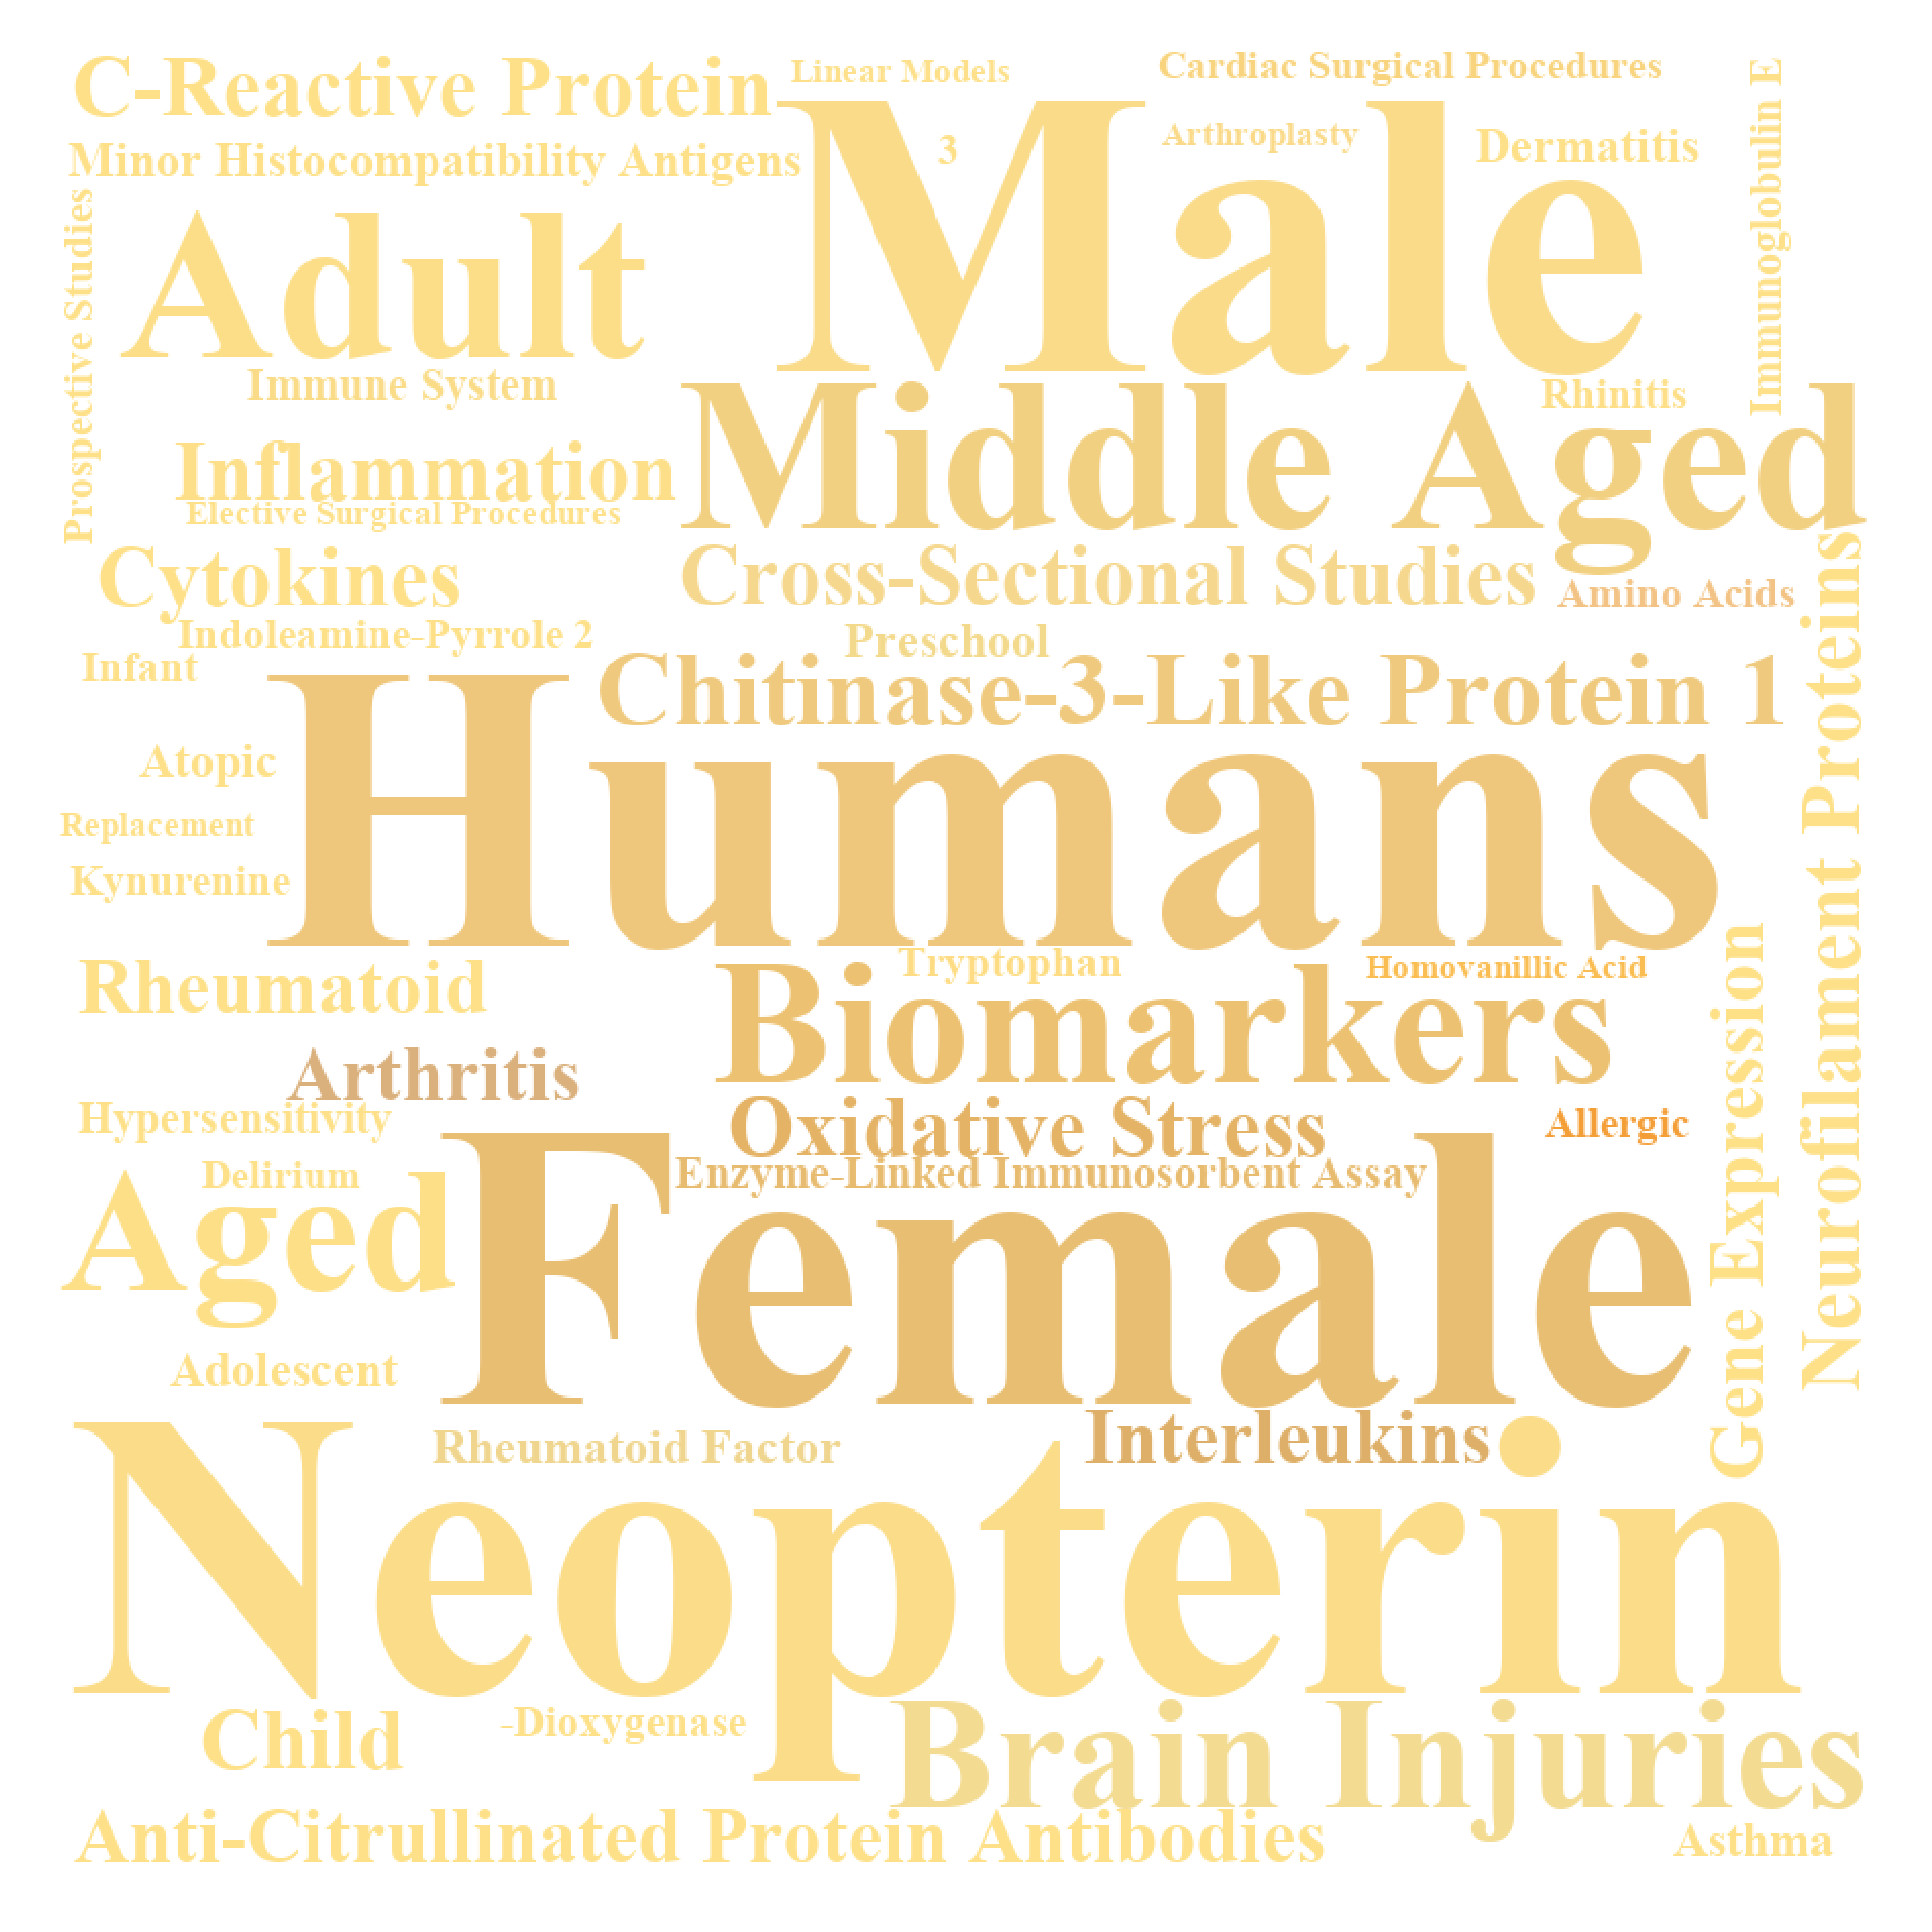 C-Reactive Protein
Linear Models
Cardiac Surgical Procedures
Minor Histocompatibility Antigens
3
Arthroplasty
Dermatitis
Immunoglobulin E
Prospective Studies
Adult
Male
Immune System
Rhinitis
Middle Aged
Inflammation
Elective Surgical Procedures
Cytokines
Cross-Sectional Studies
Amino Acids
Indoleamine-Pyrrole 2
Preschool
Infant
Chitinase-3-Like Protein 1
Neurofilament Proteins
Humans
Atopic
Replacement
Kynurenine
Rheumatoid
Tryptophan
Homovanillic Acid
Biomarkers
Arthritis
Hypersensitivity
Oxidative Stress
Allergic
Gene Expression
Delirium
Enzyme-Linked Immunosorbent Assay
Aged
Female
Adolescent
Rheumatoid Factor
Interleukins
Neopterin
Child
-Dioxygenase
Brain Injuries
Anti-Citrullinated Protein Antibodies
Asthma